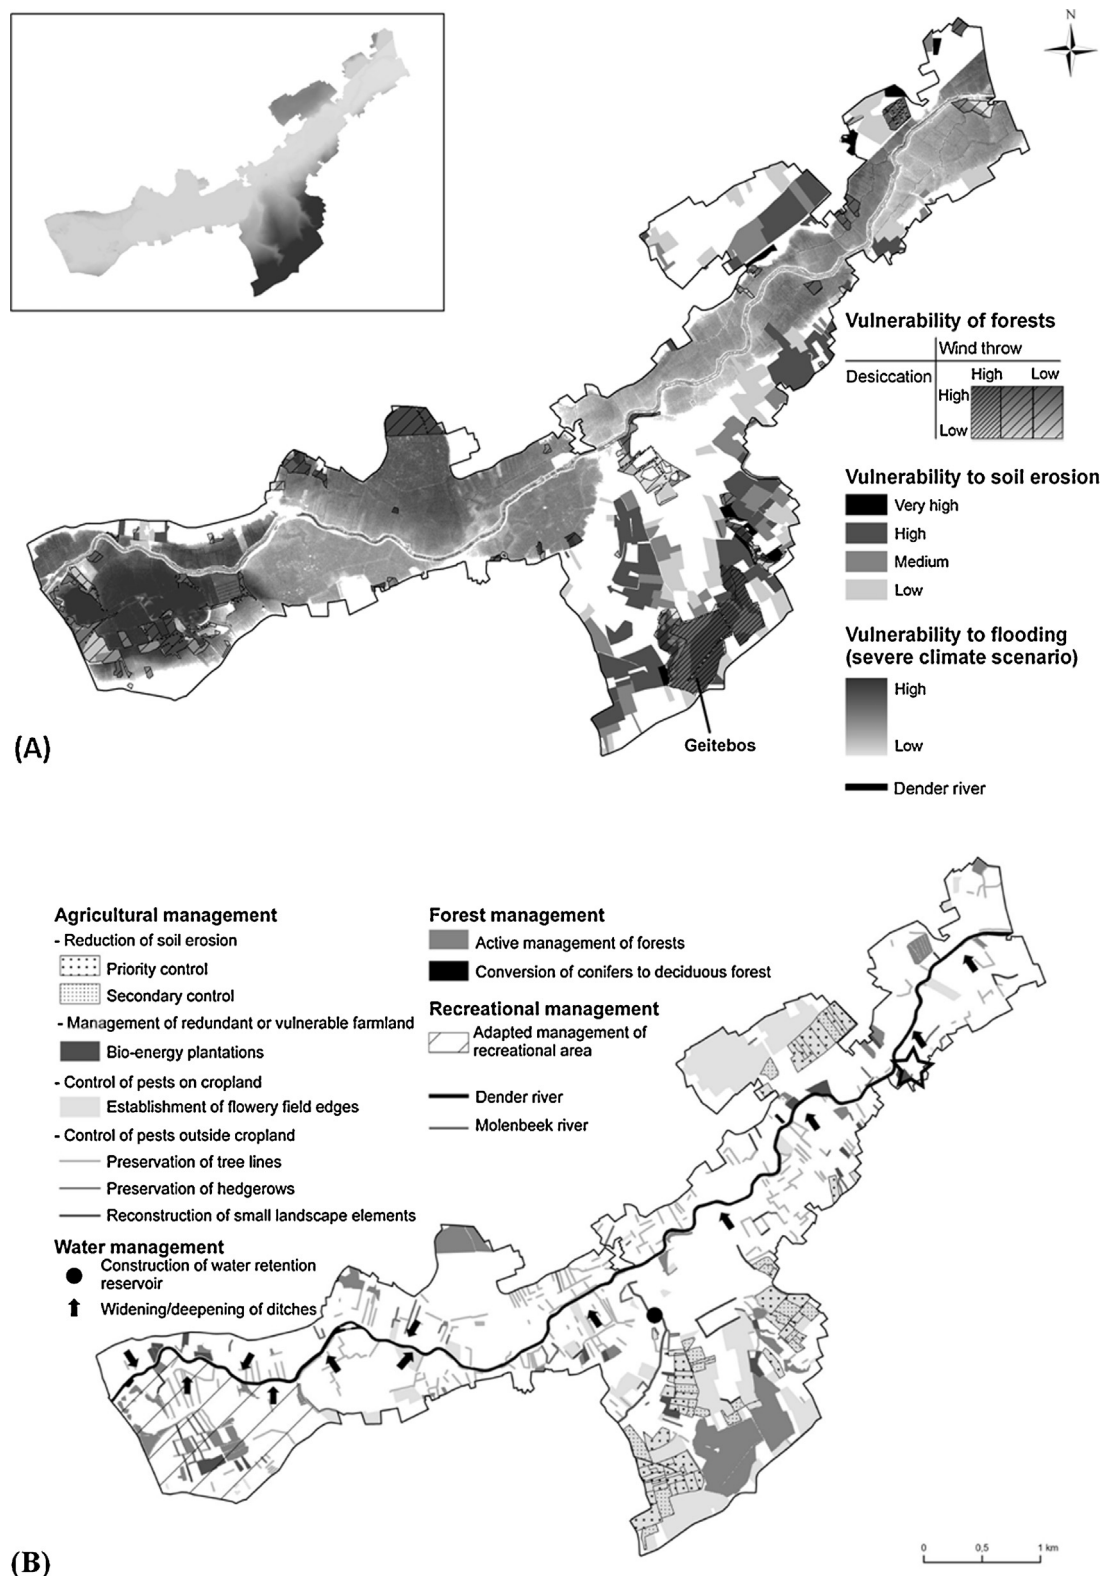 N
Vulnerability of forests
Wind throw
Desiccation
High
Low
High
Low
Vulnerability to soil erosion
Very high
High
Medium
Low
Vulnerability to flooding
(severe climate scenario)
High
Low
Dender river
Geitebos
(A)
Agricultural management
- Reduction of soil erosion
Priority control
Secondary control
- Management of redundant or vulnerable farmland
Bio-energy plantations
- Control of pests on cropland
Establishment of flowery field edges
- Control of pests outside cropland
Preservation of tree lines
Preservation of hedgerows
Reconstruction of small landscape elements
Water management
Construction of water retention
reservoir
Widening/deepening of ditches
Forest management
Active management of forests
Conversion of conifers to deciduous forest
Recreational management
Adapted management of
recreational area
Dender river
Molenbeek river
(B)
0 0,5 1 km